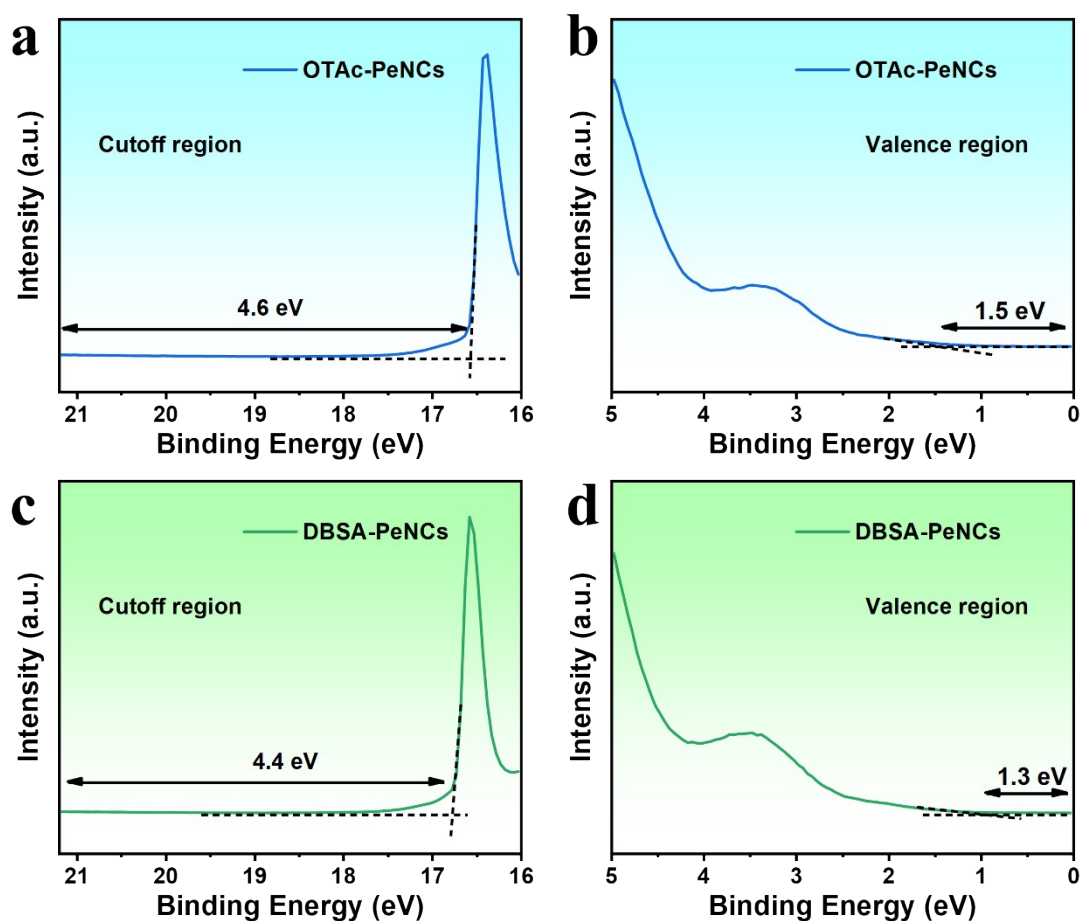 a
OTAc-PeNCs
Cutoff region
4.6 eV
Intensity (a.u.)
21 20 19 18 17 16
Binding Energy (eV)
b
OTAc-PeNCs
Valence region
1.5 eV
Intensity (a.u.)
5 4 3 2 1 0
Binding Energy (eV)
c
DBSA-PeNCs
Cutoff region
4.4 eV
Intensity (a.u.)
21 20 19 18 17 16
Binding Energy (eV)
d
DBSA-PeNCs
Valence region
1.3 eV
Intensity (a.u.)
5 4 3 2 1 0
Binding Energy (eV)